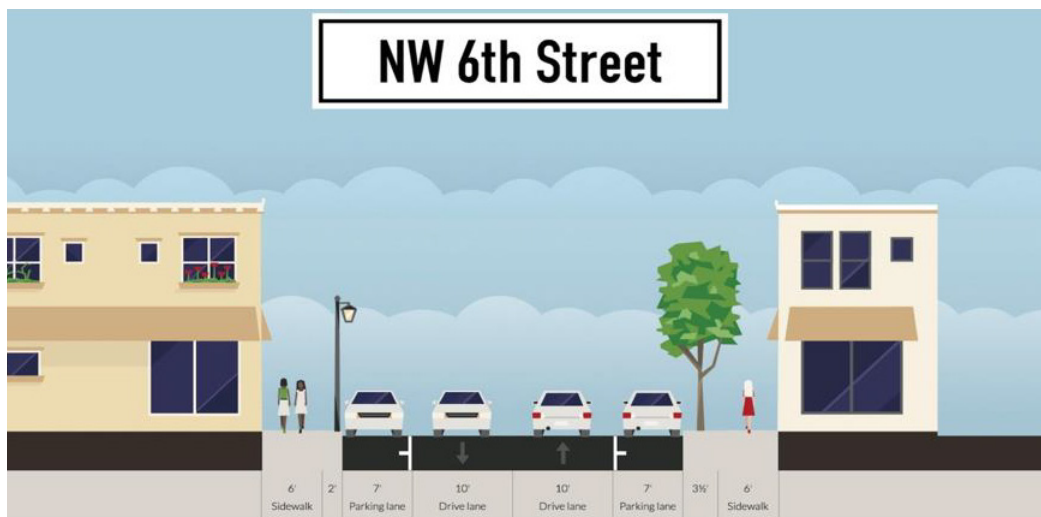 NW 6th Street
6' 2' 7' 10' 10' 7' 3½' 6'
Sidewalk Parking lane Drive lane Drive lane Parking lane Sidewalk